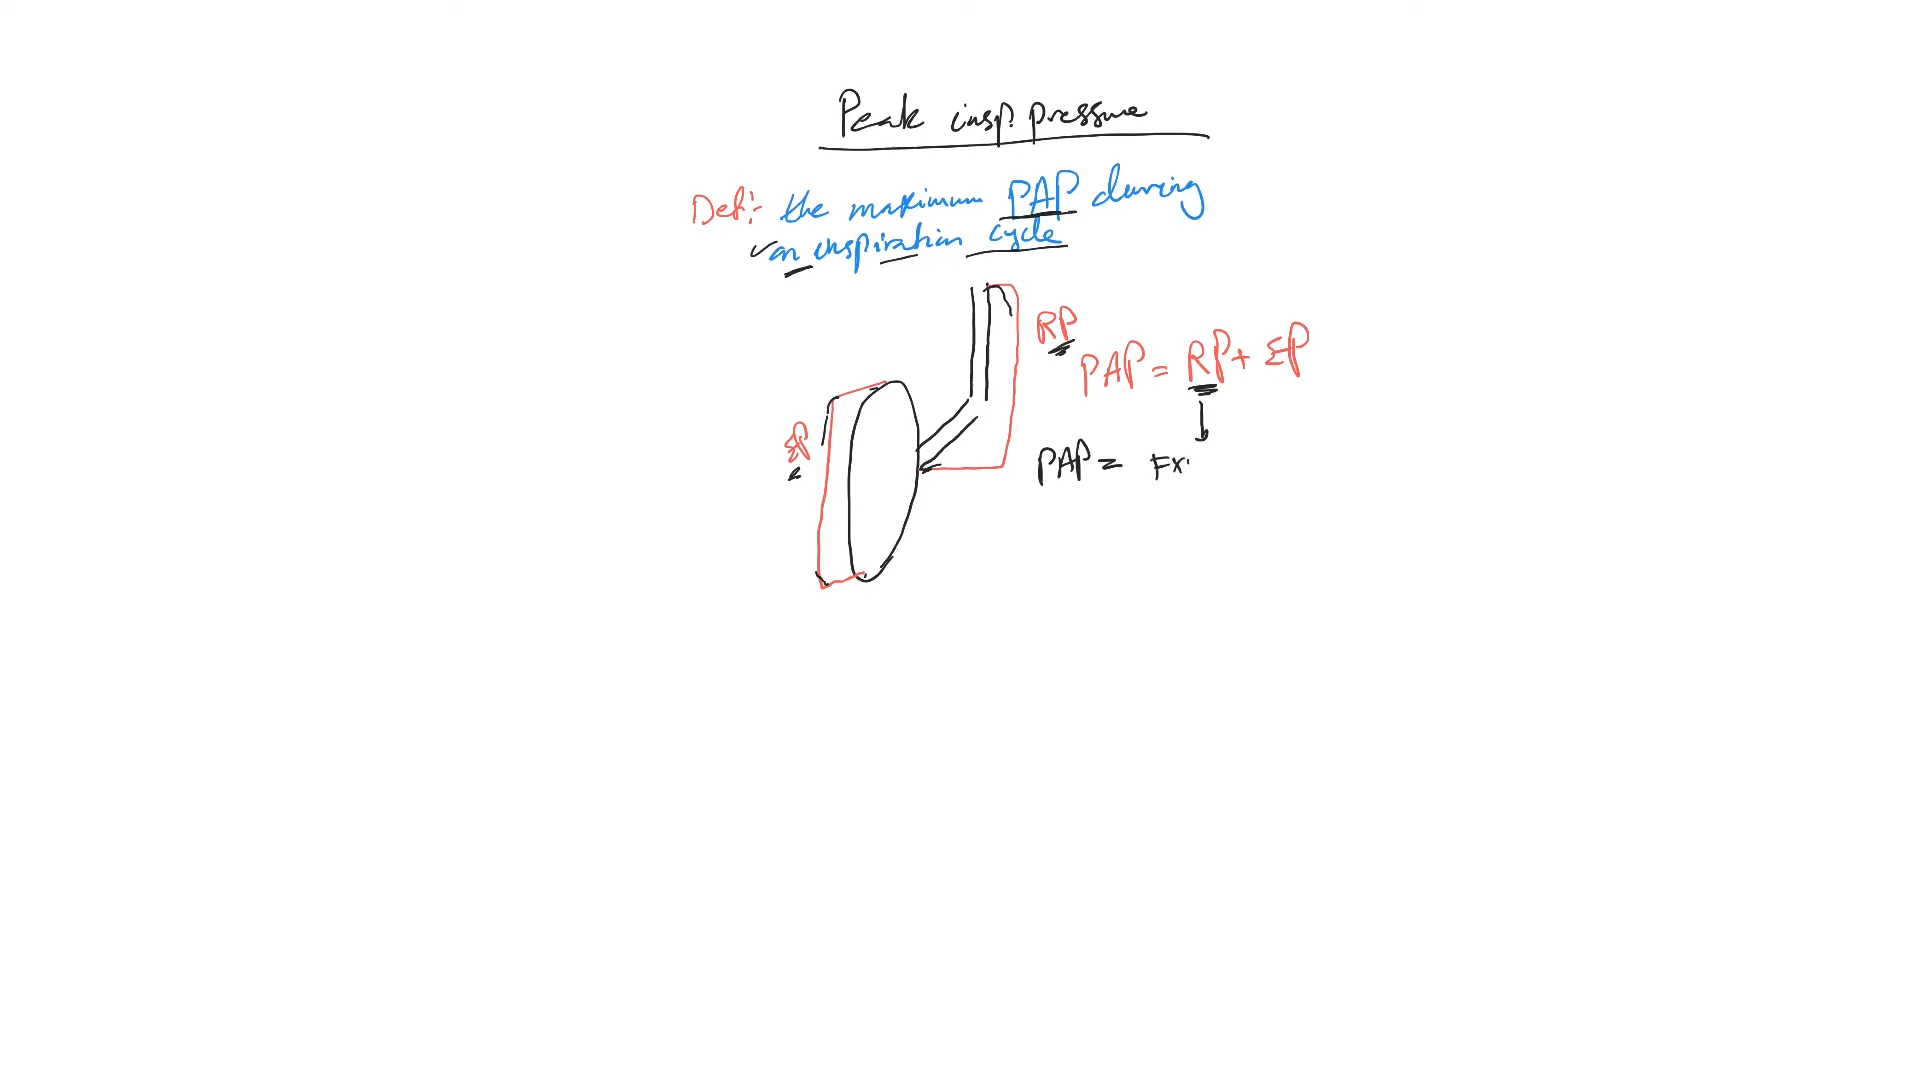 Peak insp. pressure
Def:- the maximum PAP during
an inspiration cycle
RP
PAP = RP + EP
EP
PAP = Fx